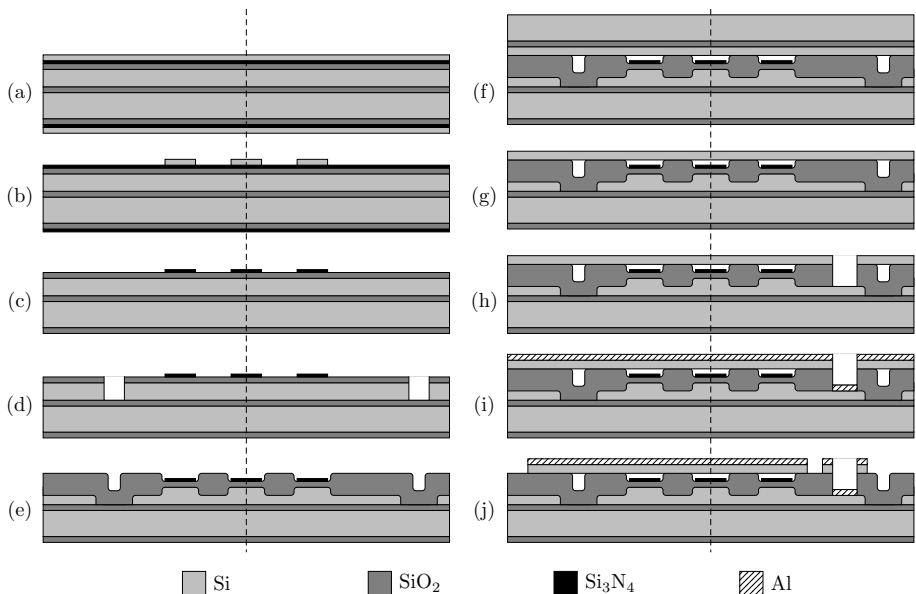 (a)
(b)
(c)
(d)
(e)
(f)
(g)
(h)
(i)
(j)
Si
SiO₂
Si₃N₄
Al